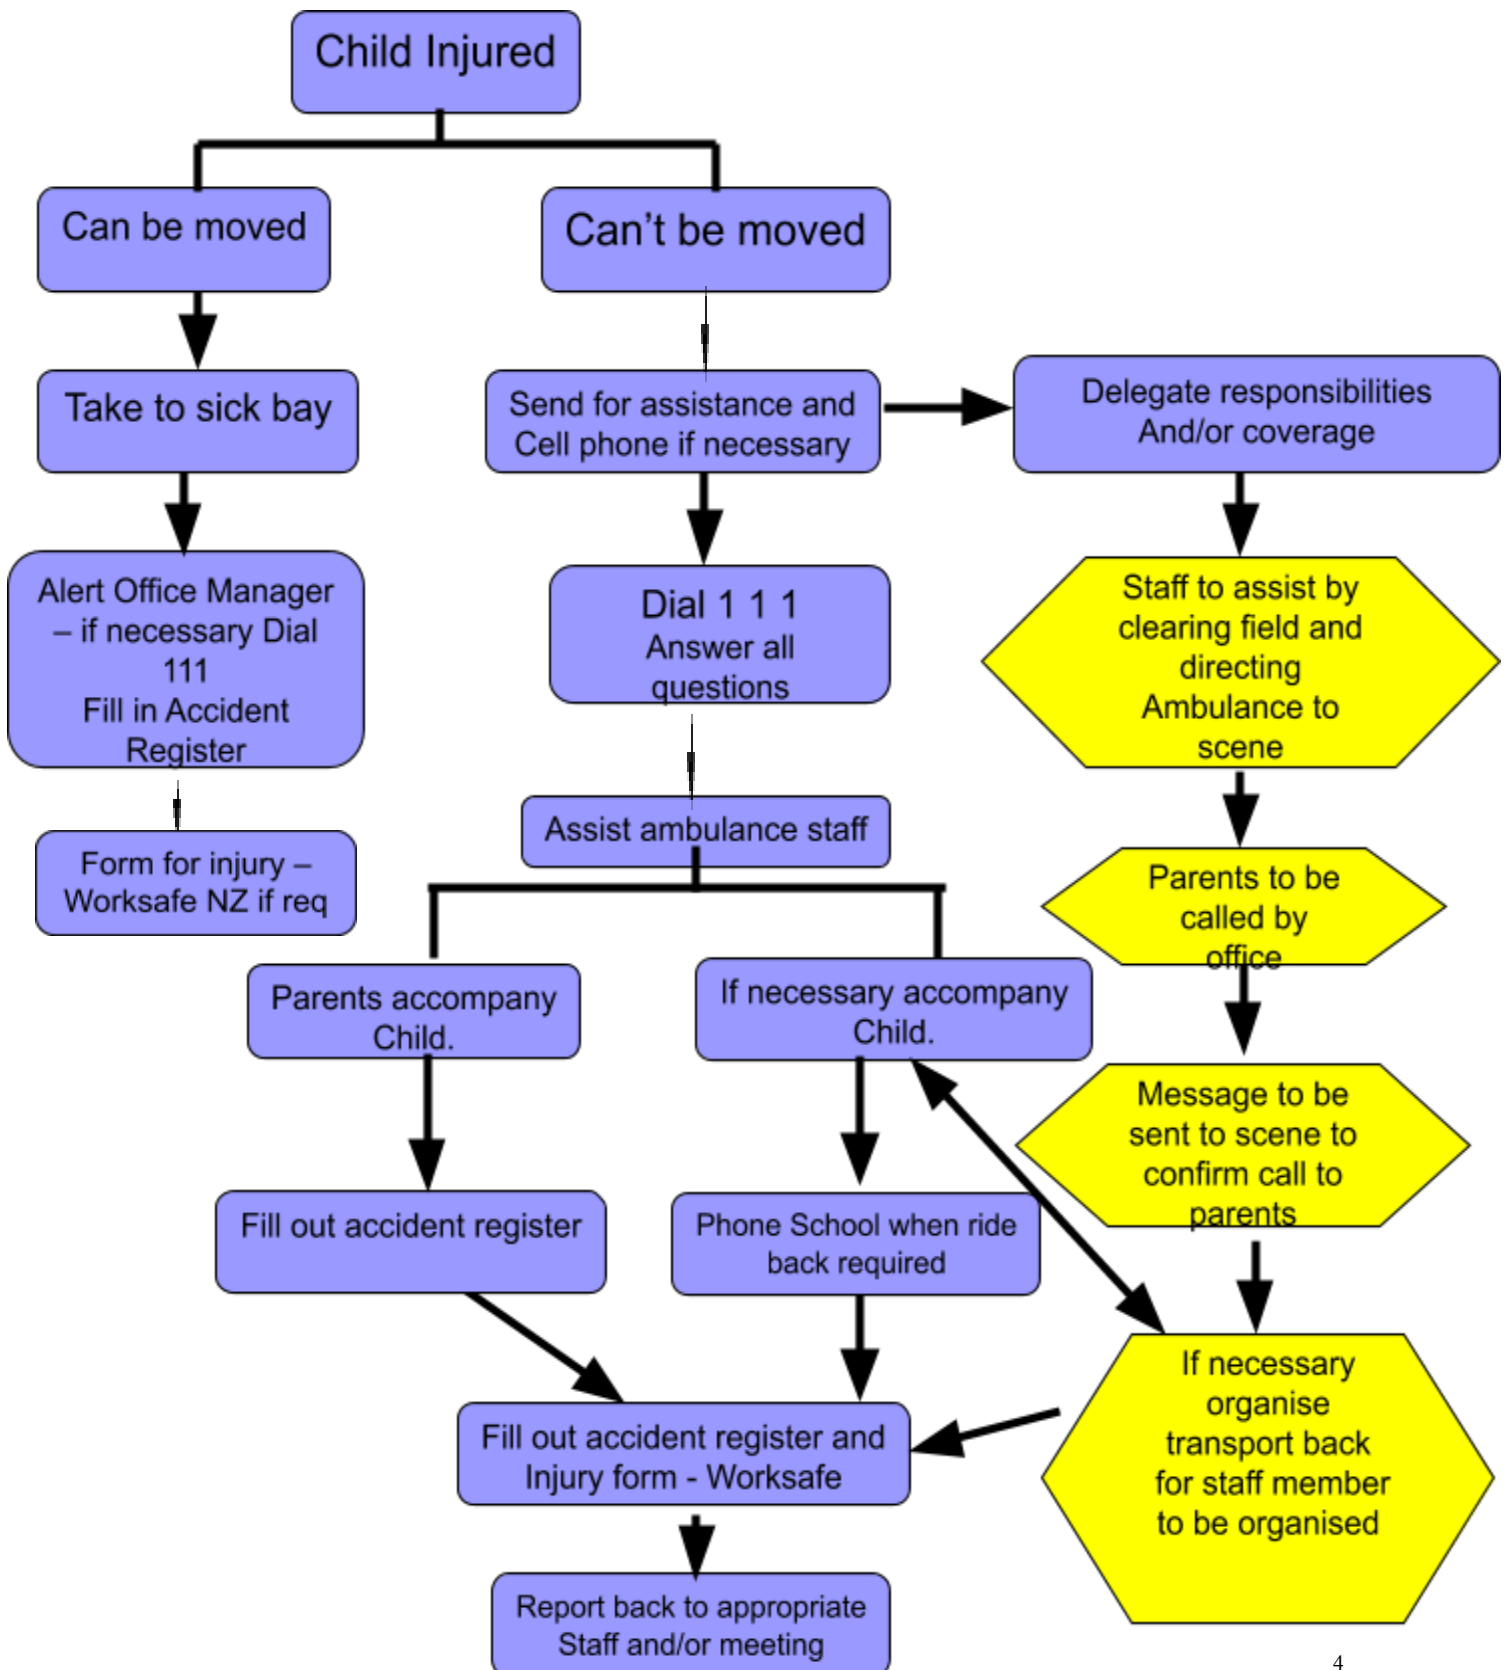 Child Injured
Can be moved
Can't be moved
Take to sick bay
Send for assistance and
Cell phone if necessary
Delegate responsibilities
And/or coverage
Alert Office Manager
– if necessary Dial
111
Fill in Accident
Register
Dial 1 1 1
Answer all
questions
Staff to assist by
clearing field and
directing
Ambulance to
scene
Form for injury –
Worksafe NZ if req
Assist ambulance staff
Parents to be
called by
office
Parents accompany
Child.
If necessary accompany
Child.
Message to be
sent to scene to
confirm call to
parents
Fill out accident register
Phone School when ride
back required
If necessary
organise
transport back
for staff member
to be organised
Fill out accident register and
Injury form - Worksafe
Report back to appropriate
Staff and/or meeting
4